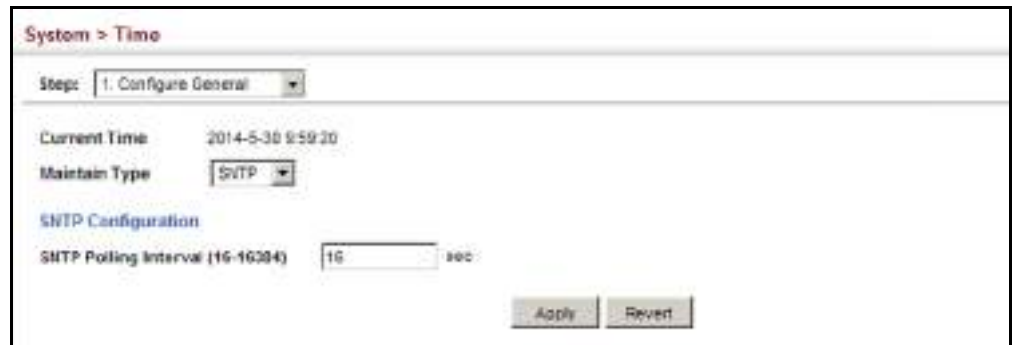 System > Time
Step: 1. Configure General
Current Time 2014-5-30 9:59:20
Maintain Type SNTP
SNTP Configuration
SNTP Polling Interval (16-16384) 16 sec
Apply Revert